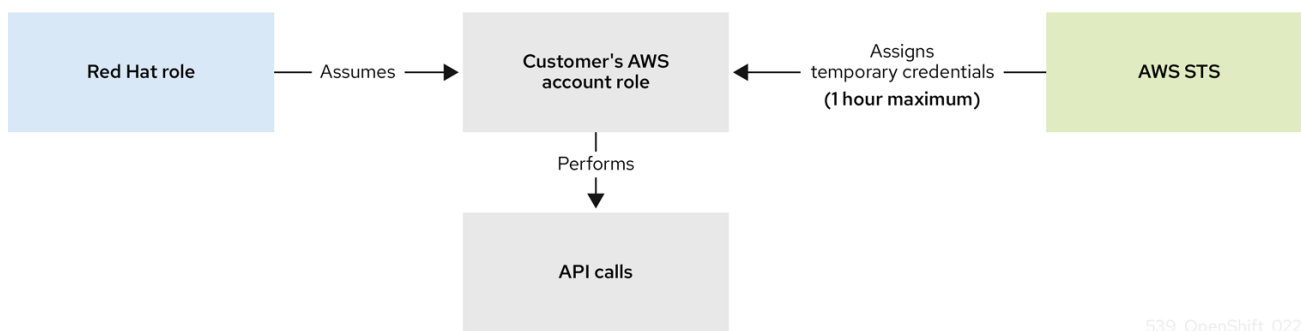 Red Hat role
Assumes
Customer's AWS
account role
Assigns
temporary credentials
(1 hour maximum)
AWS STS
Performs
API calls
539_OpenShift_022